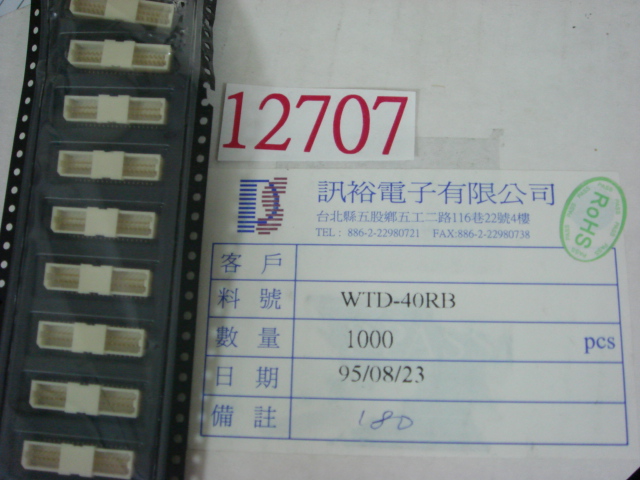 12707
訊裕電子有限公司
台北縣五股鄉五工二路116巷22號4樓
TEL: 886-2-22980721 FAX:886-2-22980738
RoHS
客戶
料號 WTD-40RB
數量 1000 pcs
日期 95/08/23
備註 180